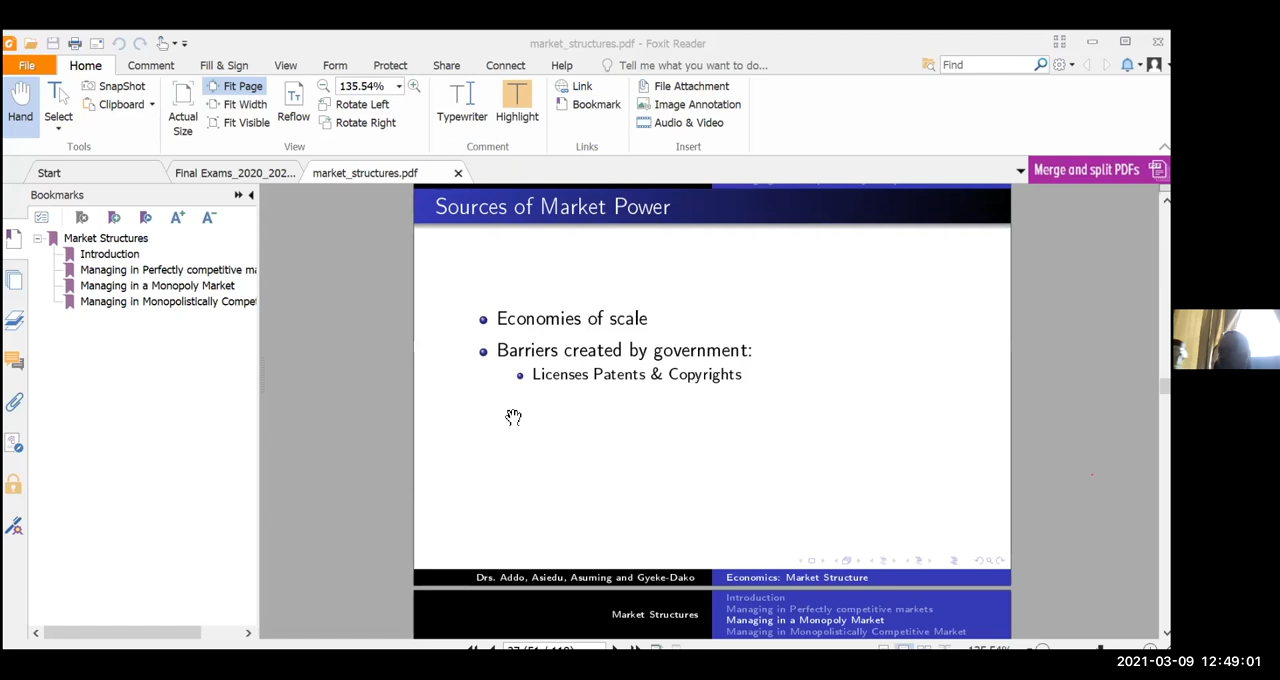 market_structures.pdf - Foxit Reader
File Home Comment Fill & Sign View Form Protect Share Connect Help Tell me what you want to do... Find
Hand Select SnapShot Clipboard
Tools
Actual Size Fit Page Fit Width Fit Visible Reflow 135.54% Rotate Left Rotate Right
View
Typewriter Highlight
Comment
Link Bookmark
Links
File Attachment Image Annotation Audio & Video
Insert
Start Final Exams_2020_202... market_structures.pdf Merge and split PDFs
Bookmarks
Market Structures
Introduction
Managing in Perfectly competitive ma
Managing in a Monopoly Market
Managing in Monopolistically Compet
Sources of Market Power
Economies of scale
Barriers created by government:
Licenses Patents & Copyrights
Drs. Addo, Asiedu, Asuming and Gyeke-Dako Economics: Market Structure
Market Structures
Introduction
Managing in Perfectly competitive markets
Managing in a Monopoly Market
Managing in Monopolistically Competitive Market
2021-03-09 12:49:01